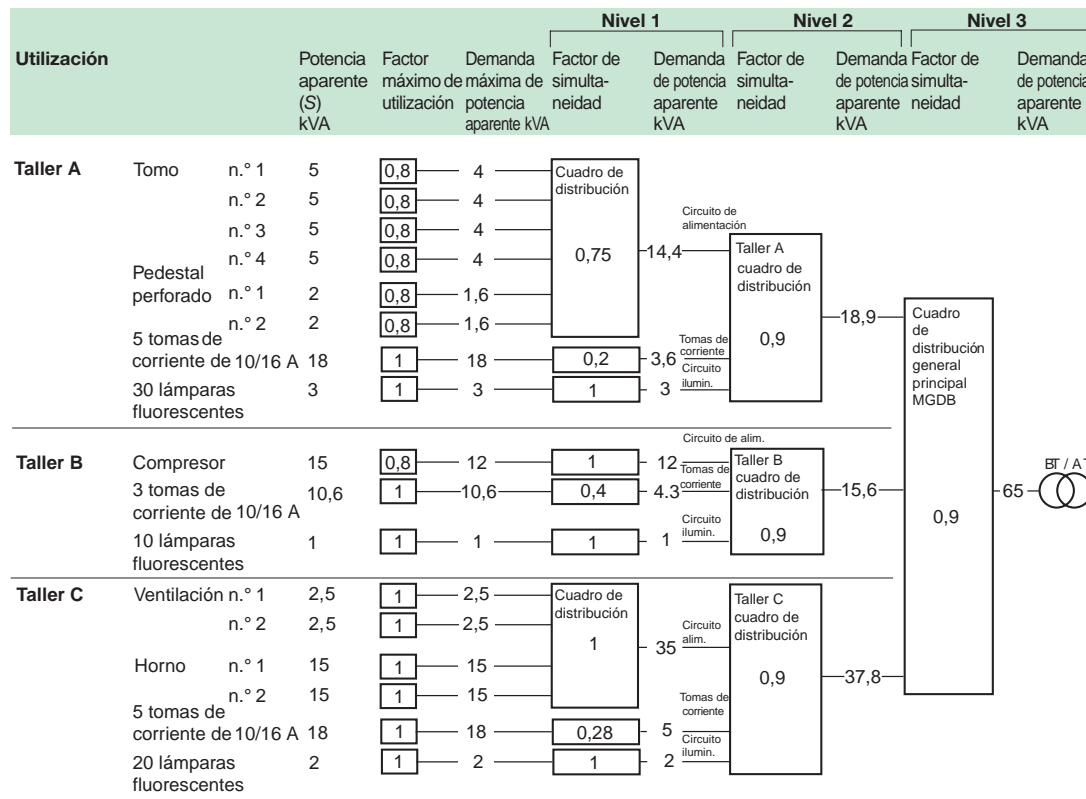 Nivel 1 Nivel 2 Nivel 3
Utilización Potencia Factor Demanda Factor de Demanda Factor de Demanda Factor de Demanda
aparente máximo de máxima de simulta- de potencia simulta- de potencia simulta- de potencia
(S) utilización potencia neidad aparente neidad aparente neidad aparente
kVA aparente kVA kVA kVA kVA
Taller A Tomo n.° 1 5 0,8 4 Cuadro de
distribución
n.° 2 5 0,8 4
Circuito de
alimentación
n.° 3 5 0,8 4
n.° 4 5 0,8 4 0,75 14,4 Taller A
cuadro de
distribución
Pedestal
perforado n.° 1 2 0,8 1,6
n.° 2 2 0,8 1,6 18,9 Cuadro
de
distribución
general
principal
MGDB
5 tomas de
corriente de 10/16 A 18 1 18 0,2 3,6 Tomas de
corriente
0,9
30 lámparas
fluorescentes 3 1 3 1 3 Circuito
ilumin.
Taller B Compresor 15 0,8 12 1 12 Circuito de alim.
Taller B
cuadro de
distribución
3 tomas de
corriente de 10/16 A 10,6 1 10,6 0,4 4.3 Tomas de
corriente
15,6 65 BT / AT
0,9
10 lámparas
fluorescentes 1 1 1 1 1 Circuito
ilumin.
0,9
Taller C Ventilación n.° 1 2,5 1 2,5 Cuadro de
distribución
Taller C
cuadro de
distribución
n.° 2 2,5 1 2,5
1 35 Circuito
alim.
Horno n.° 1 15 1 15
0,9 37,8
n.° 2 15 1 15
5 tomas de
corriente de 10/16 A 18 1 18 0,28 5 Tomas de
corriente
20 lámparas
fluorescentes 2 1 2 1 2 Circuito
ilumin.